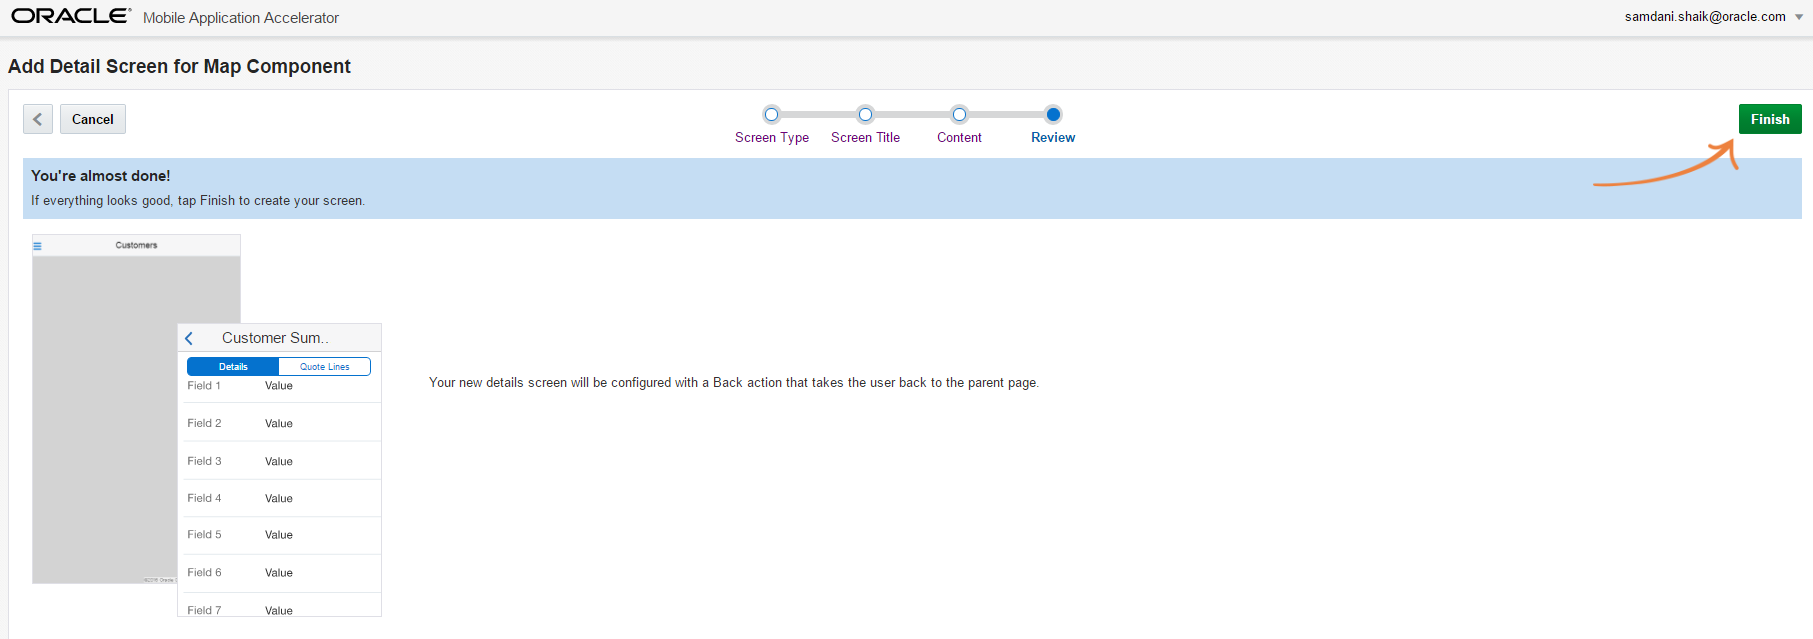 ORACLE® Mobile Application Accelerator
samdani.shaik@oracle.com
Add Detail Screen for Map Component
Cancel
Screen Type
Screen Title
Content
Review
Finish
You're almost done!
If everything looks good, tap Finish to create your screen.
Customers
Customer Sum..
Details
Quote Lines
Field 1 Value
Field 2 Value
Field 3 Value
Field 4 Value
Field 5 Value
Field 6 Value
Field 7 Value
Your new details screen will be configured with a Back action that takes the user back to the parent page.